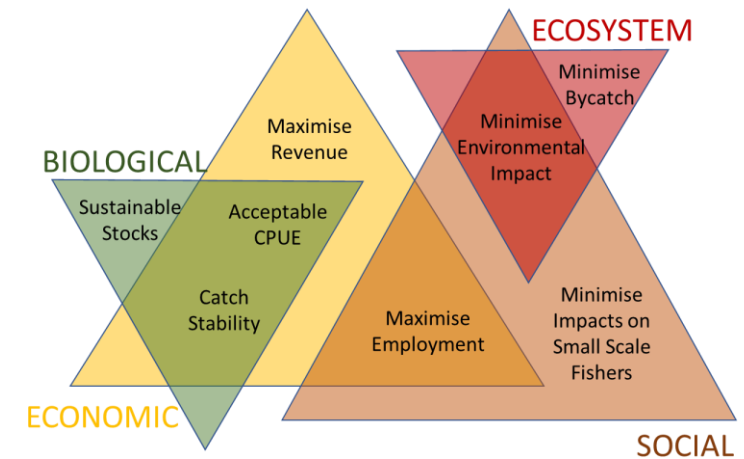 ECOSYSTEM
Minimise
Bycatch
Minimise
Environmental
Impact
Maximise
Revenue
BIOLOGICAL
Sustainable
Stocks
Acceptable
CPUE
Catch
Stability
Maximise
Employment
Minimise
Impacts on
Small Scale
Fishers
ECONOMIC
SOCIAL